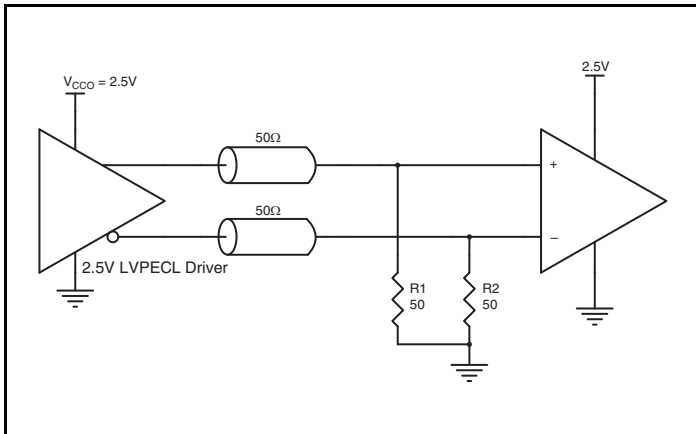 V_CCO = 2.5V
2.5V
50Ω
+
50Ω
–
2.5V LVPECL Driver
R1
50
R2
50